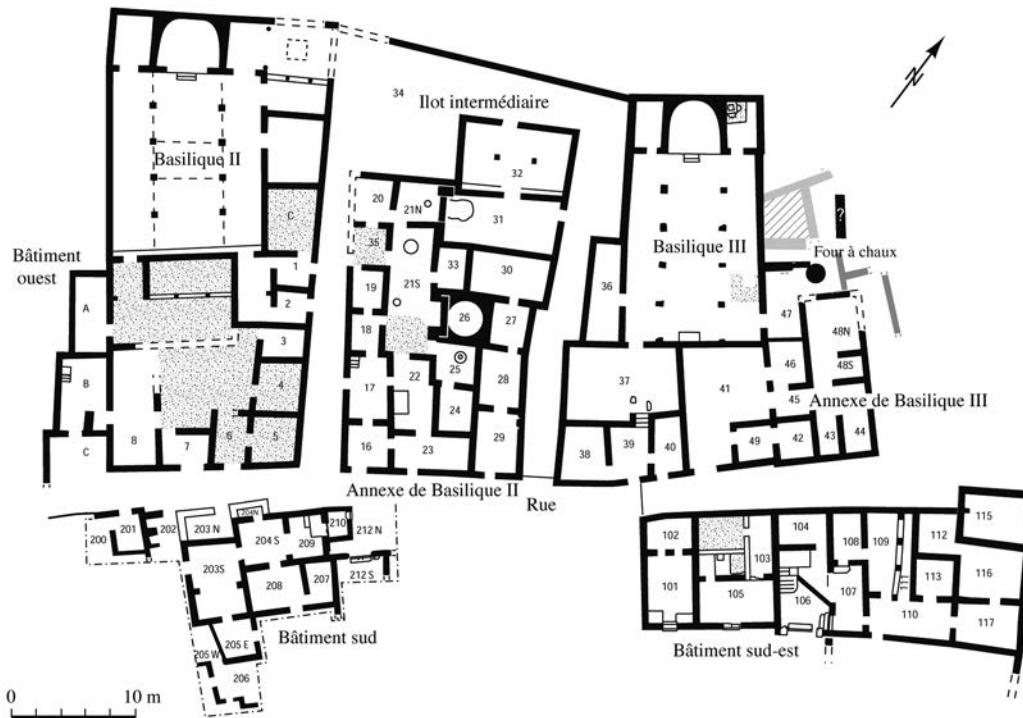 N
34
Ilot intermédiaire
Basilique II
32
20
21N
31
C
35
Basilique III
?
Four à chaux
Bâtiment
ouest
1
33
30
36
A
2
19
21S
26
27
47
48N
3
18
25
46
48S
B
4
17
22
28
37
41
45
Annexe de Basilique III
24
C
8
7
6
5
16
23
29
38
39
40
49
42
43
44
Annexe de Basilique II
Rue
200
201
202
203 N
204N
204 S
209
210
212 N
102
104
108
109
112
115
203S
208
207
212 S
103
101
105
107
111
113
116
106
110
117
Bâtiment sud
Bâtiment sud-est
205 W
205 E
206
0
10 m